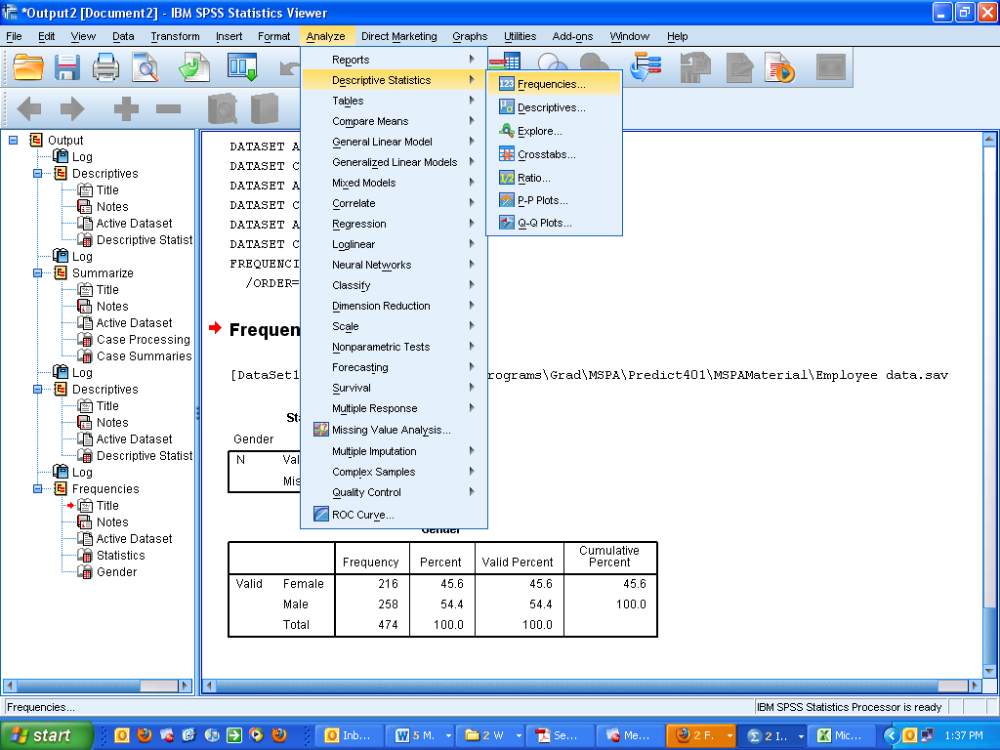 *Output2 [Document2] - IBM SPSS Statistics Viewer
File Edit View Data Transform Insert Format Analyze Direct Marketing Graphs Utilities Add-ons Window Help
Output
Log
Descriptives
Title
Notes
Active Dataset
Descriptive Statist
Log
Summarize
Title
Notes
Active Dataset
Case Processing
Case Summaries
Log
Descriptives
Title
Notes
Active Dataset
Descriptive Statist
Log
Frequencies
Title
Notes
Active Dataset
Statistics
Gender
Reports
Descriptive Statistics
Tables
Compare Means
General Linear Model
Generalized Linear Models
Mixed Models
Correlate
Regression
Loglinear
Neural Networks
Classify
Dimension Reduction
Scale
Nonparametric Tests
Forecasting
Survival
Multiple Response
Missing Value Analysis...
Multiple Imputation
Complex Samples
Quality Control
ROC Curve...
123 Frequencies...
Descriptives...
Explore...
Crosstabs...
1/2 Ratio...
P-P Plots...
Q-Q Plots...
DATASET A
DATASET C
DATASET A
DATASET C
DATASET A
DATASET C
FREQUENCI
/ORDER=
Frequen
[DataSet1 rograms\Grad\MSPA\Predict401\MSPAMaterial\Employee data.sav
Sta
Gender
N Val
Mis
Gender
Frequency Percent Valid Percent Cumulative Percent
Valid Female 216 45.6 45.6 45.6
Male 258 54.4 54.4 100.0
Total 474 100.0 100.0
Frequencies...
IBM SPSS Statistics Processor is ready
start
Inb...
5 M.
2 W
Se...
Me...
2 F.
2 I.
Mic...
1:37 PM